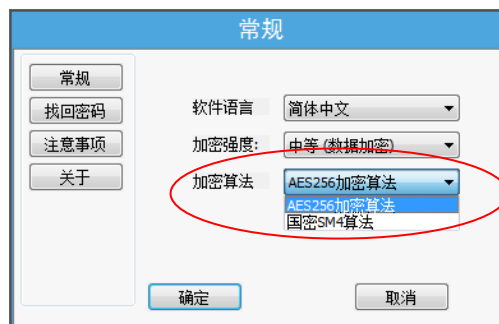 常规
常规
找回密码
注意事项
关于
软件语言 简体中文
加密强度: 中等 (数据加密)
加密算法 AES256加密算法
AES256加密算法
国密SM4算法
确定 取消